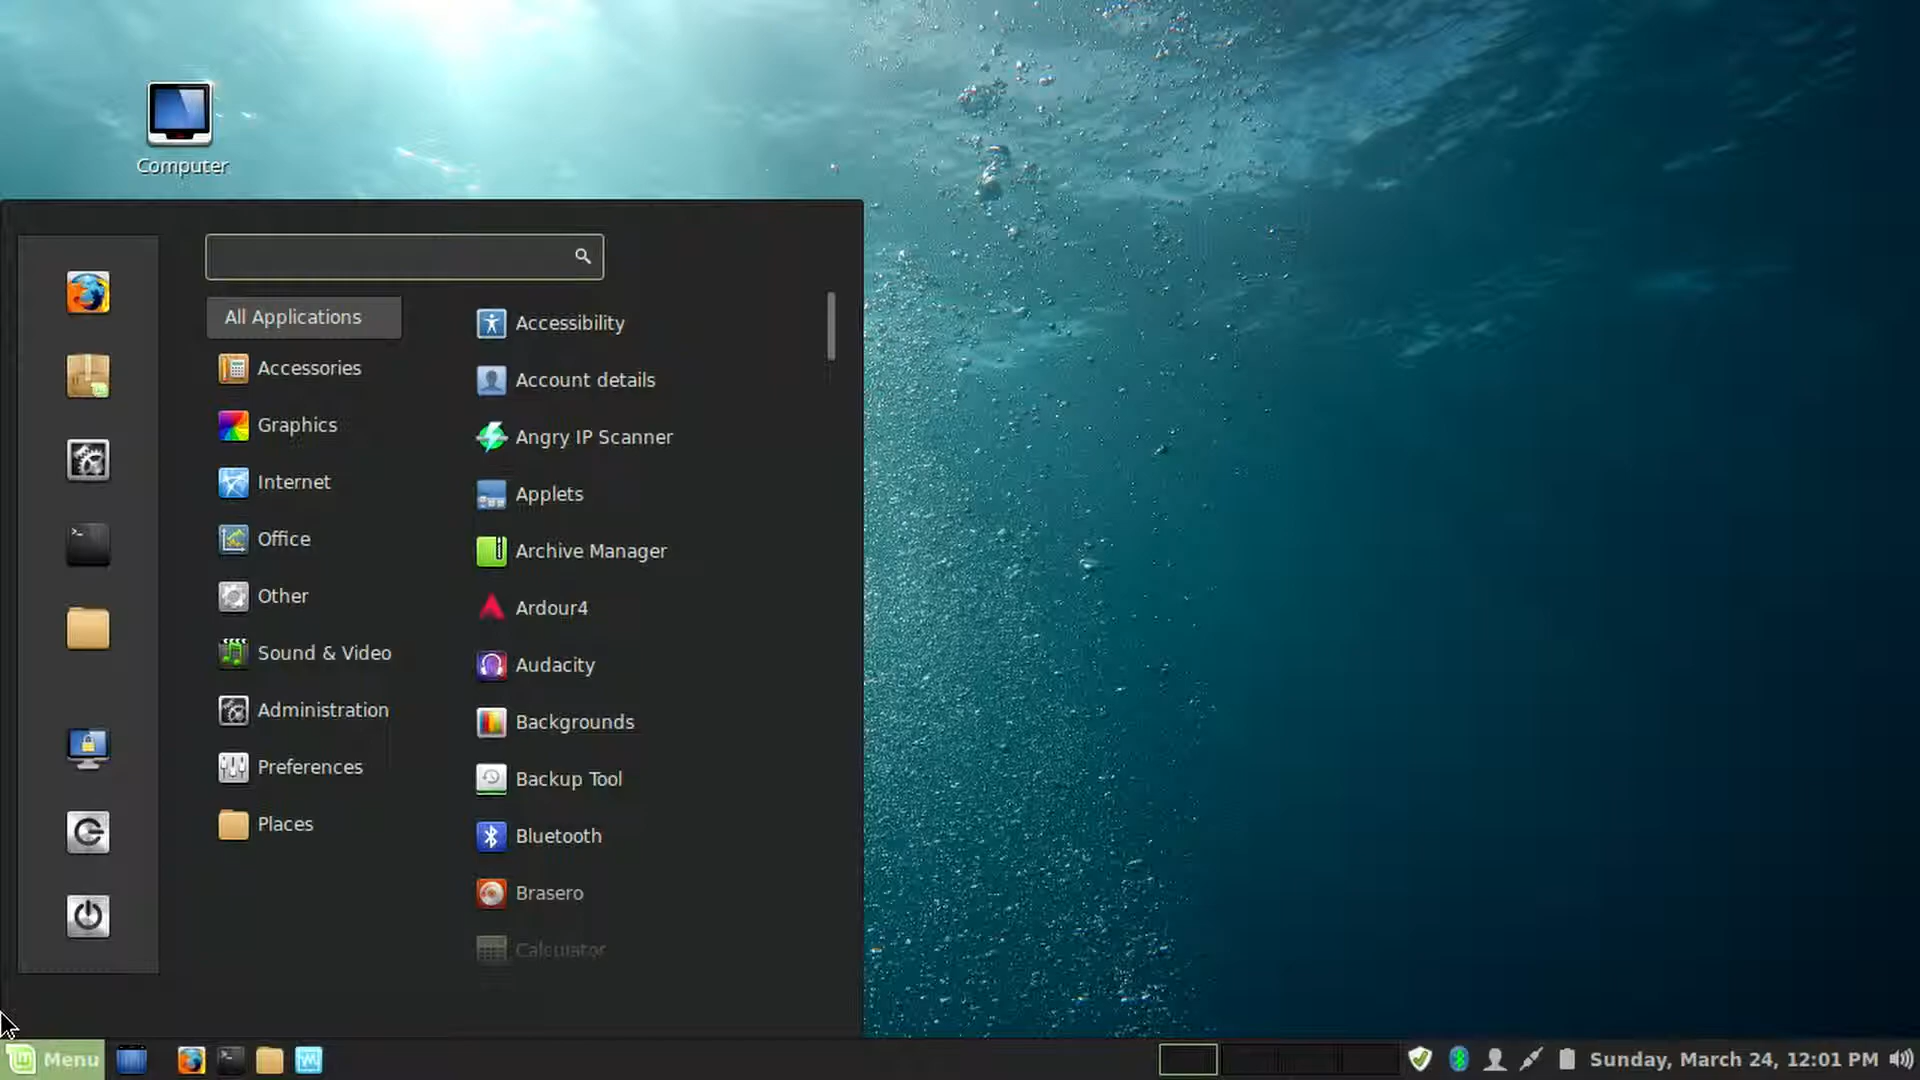 Computer
All Applications
Accessories
Graphics
Internet
Office
Other
Sound & Video
Administration
Preferences
Places
Accessibility
Account details
Angry IP Scanner
Applets
Archive Manager
Ardour4
Audacity
Backgrounds
Backup Tool
Bluetooth
Brasero
Calculator
Menu
Sunday, March 24, 12:01 PM